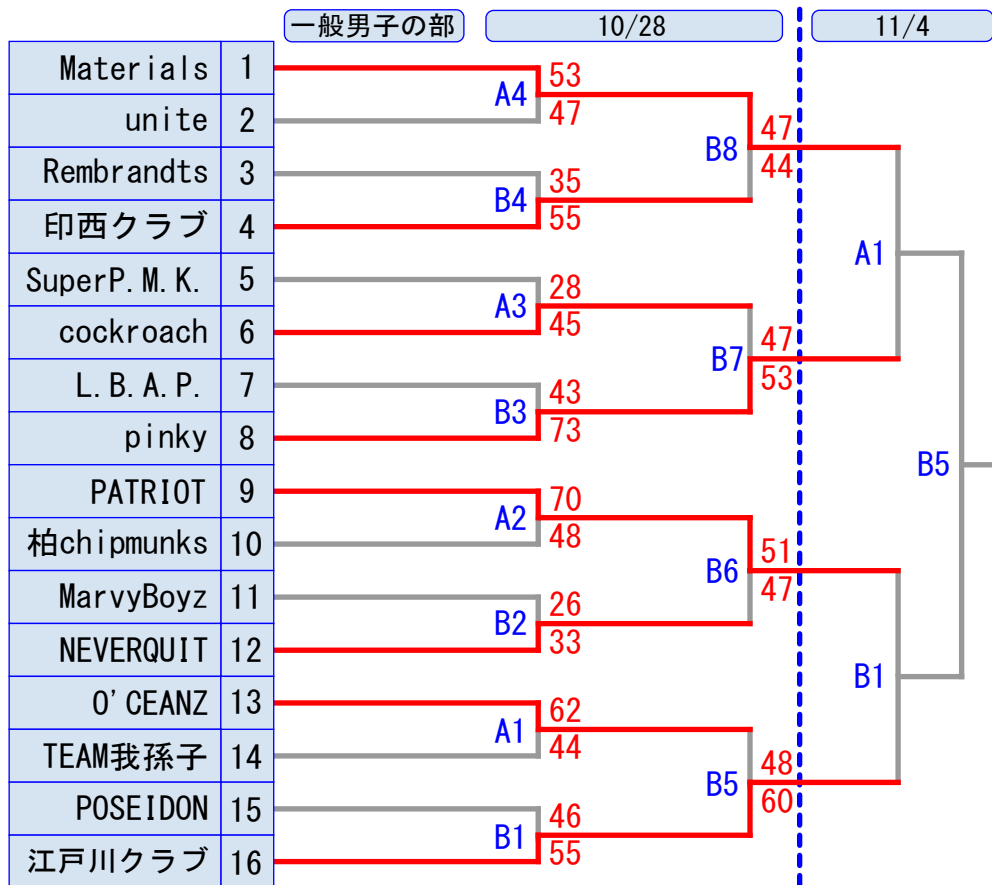 一般男子の部 10/28 11/4
Materials 1
unite 2
Rembrandts 3
印西クラブ 4
SuperP.M.K. 5
cockroach 6
L.B.A.P. 7
pinky 8
PATRIOT 9
柏chipmunks 10
MarvyBoyz 11
NEVERQUIT 12
O'CEANZ 13
TEAM我孫子 14
POSEIDON 15
江戸川クラブ 16
A4 53
47
B4 35
55
A3 28
45
B3 43
73
A2 70
48
B2 26
33
A1 62
44
B1 46
55
B8 47
44
B7 47
53
B6 51
47
B5 48
60
A1
B1
B5